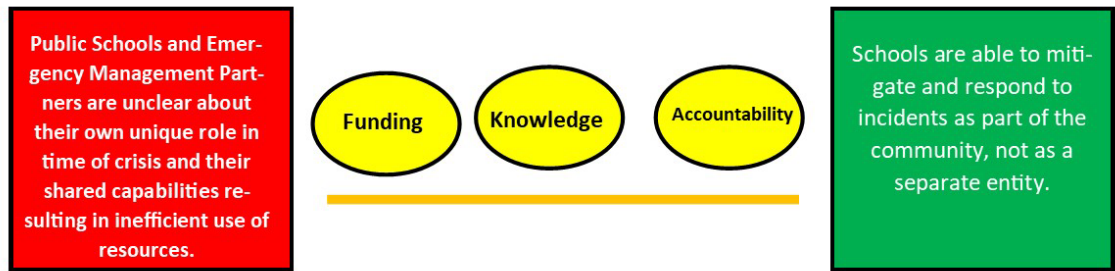 Public Schools and Emer-
gency Management Part-
ners are unclear about
their own unique role in
time of crisis and their
shared capabilities re-
sulting in inefficient use of
resources.
Funding
Knowledge
Accountability
Schools are able to miti-
gate and respond to
incidents as part of the
community, not as a
separate entity.